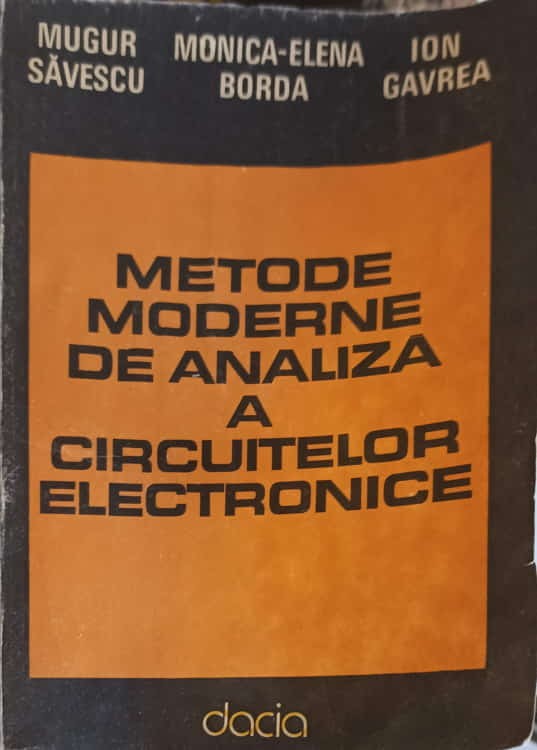 MUGUR
SĂVESCU
MONICA-ELENA
BORDA
ION
GAVREA
METODE
MODERNE
DE ANALIZA
A
CIRCUITELOR
ELECTRONICE
dacia